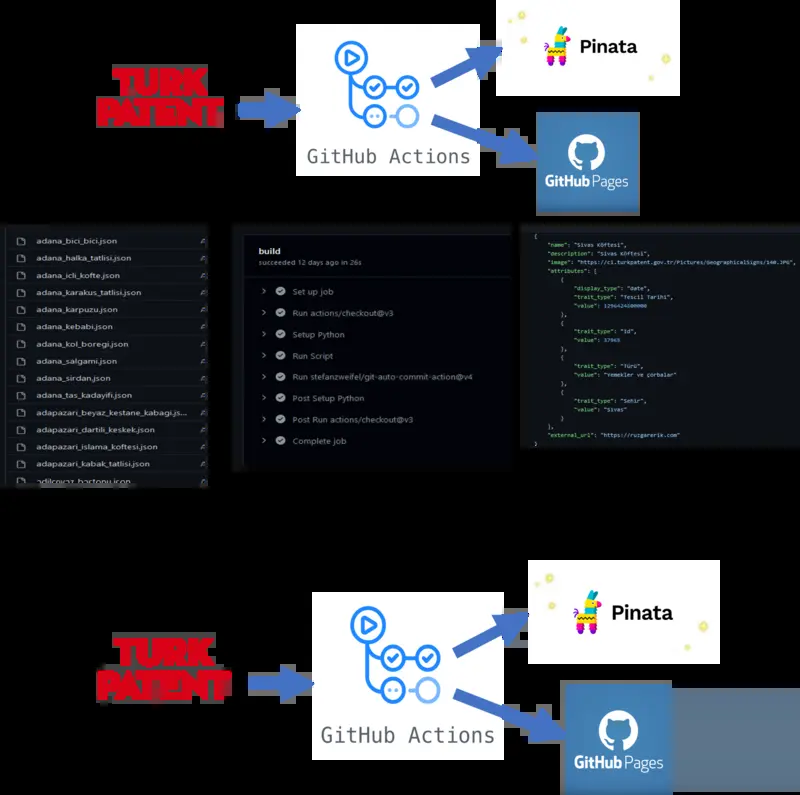 TURK
PATENT
GitHub Actions
Pinata
GitHub Pages
adana_bici_bici.json
adana_halka_tatlisi.json
adana_icli_kofte.json
adana_karakus_tatlisi.json
adana_karpuzu.json
adana_kebabi.json
adana_kol_boregi.json
adana_salgami.json
adana_sirdan.json
adana_tas_kadayifi.json
adapazari_beyaz_kestane_kabagi.js...
adapazari_dartili_keskek.json
adapazari_islama_koftesi.json
adapazari_kabak_tatlisi.json
build
succeeded 12 days ago in 26s
Set up job
Run actions/checkout@v3
Setup Python
Run Script
Run stefanzweifel/git-auto-commit-action@v4
Post Setup Python
Post Run actions/checkout@v3
Complete job
{
"name": "Sivas Köftesi",
"description": "Sivas Köftesi",
"image": "https://ci.turkpatent.gov.tr/Pictures/GeographicalSigns/140.JPG",
"attributes": [
{
"display_type": "date",
"trait_type": "Tescil Tarihi",
"value":
},
{
"trait_type": "Id",
"value": 37965
},
{
"trait_type": "Türü",
"value": "Yemekler ve çorbalar"
},
{
"trait_type": "Şehir",
"value": "Sivas"
}
],
"external_url": "https://ruzgarerik.com"
}
TURK
PATENT
GitHub Actions
Pinata
GitHub Pages